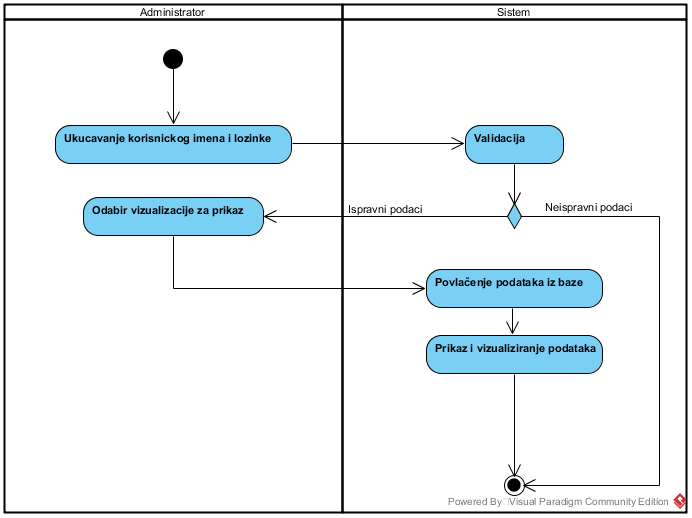 Administrator
Sistem
Ukucavanje korisnickog imena i lozinke
Validacija
Odabir vizualizacije za prikaz
Ispravni podaci
Neispravni podaci
Povlačenje podataka iz baze
Prikaz i vizualiziranje podataka
Powered By Visual Paradigm Community Edition